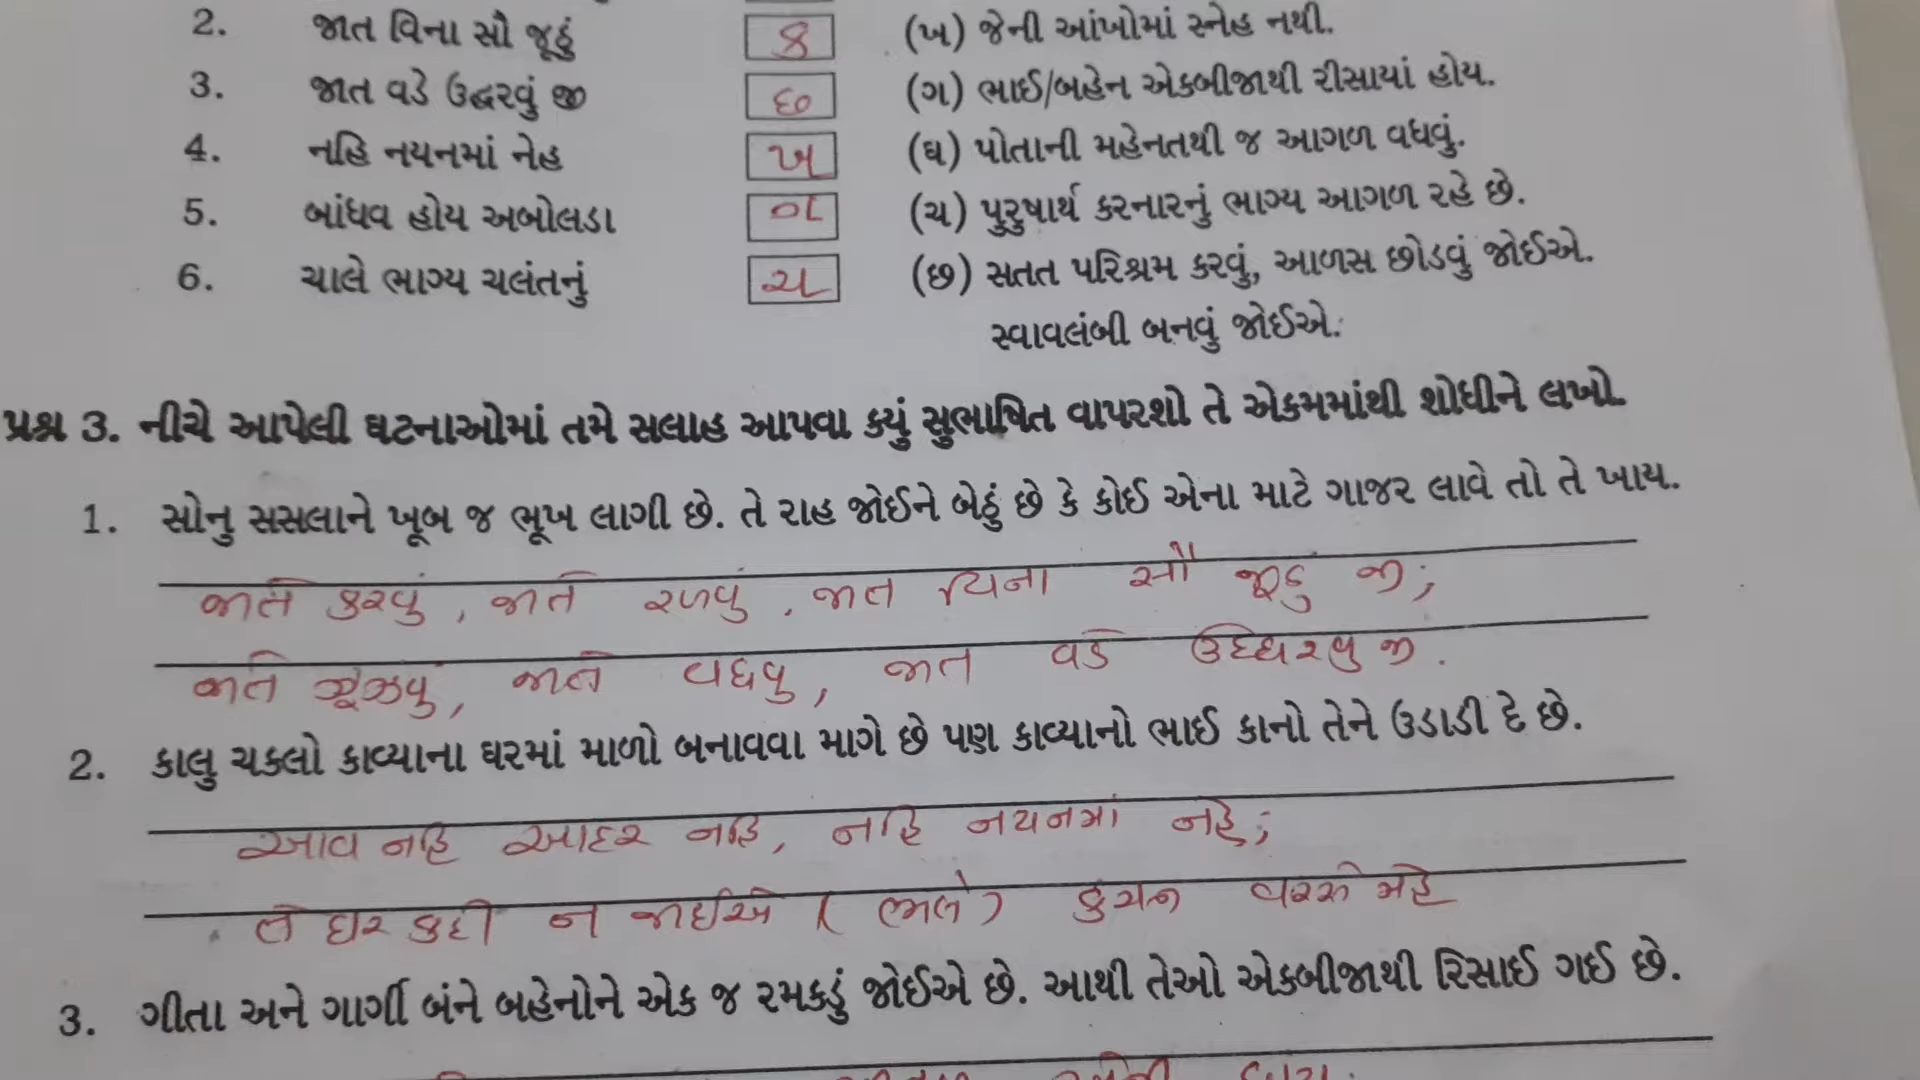 2. જાત વિના સૌ જૂઠું ક (ખ) જેની આંખોમાં સ્નેહ નથી.
3. જાત વડે ઉદ્ધરવું જી છ (ગ) ભાઈ/બહેન એકબીજાથી રીસાયાં હોય.
4. નહિ નયનમાં નેહ ખ (ઘ) પોતાની મહેનતથી જ આગળ વધવું.
5. બાંધવ હોય અબોલડા ગ (ચ) પુરુષાર્થ કરનારનું ભાગ્ય આગળ રહે છે.
6. ચાલે ભાગ્ય ચલંતનું ચ (છ) સતત પરિશ્રમ કરવું, આળસ છોડવું જોઈએ.
સ્વાવલંબી બનવું જોઈએ.
પ્રશ્ન 3. નીચે આપેલી ઘટનાઓમાં તમે સલાહ આપવા કયું સુભાષિત વાપરશો તે એકમમાંથી શોધીને લખો.
1. સોનુ સસલાને ખૂબ જ ભૂખ લાગી છે. તે રાહ જોઈને બેઠું છે કે કોઈ એના માટે ગાજર લાવે તો તે ખાય.
જાતે કરવું, જાતે રળવું, જાત વિના સૌ જૂઠું જી;
જાતે ઝૂઝવુ, જાતે વધવુ, જાત વડે ઉધ્ધરવુ જી.
2. કાલુ ચકલો કાવ્યાના ઘરમાં માળો બનાવવા માગે છે પણ કાવ્યાનો ભાઈ કાનો તેને ઉડાડી દે છે.
આવ નહિ આદર નહિ, નહિ નયનમાં નહે;
તે ઘર કદી ન જાઈએ (ભલે) કંચન વરસે મેહે
3. ગીતા અને ગાર્ગી બંને બહેનોને એક જ રમકડું જોઈએ છે. આથી તેઓ એકબીજાથી રિસાઈ ગઈ છે.